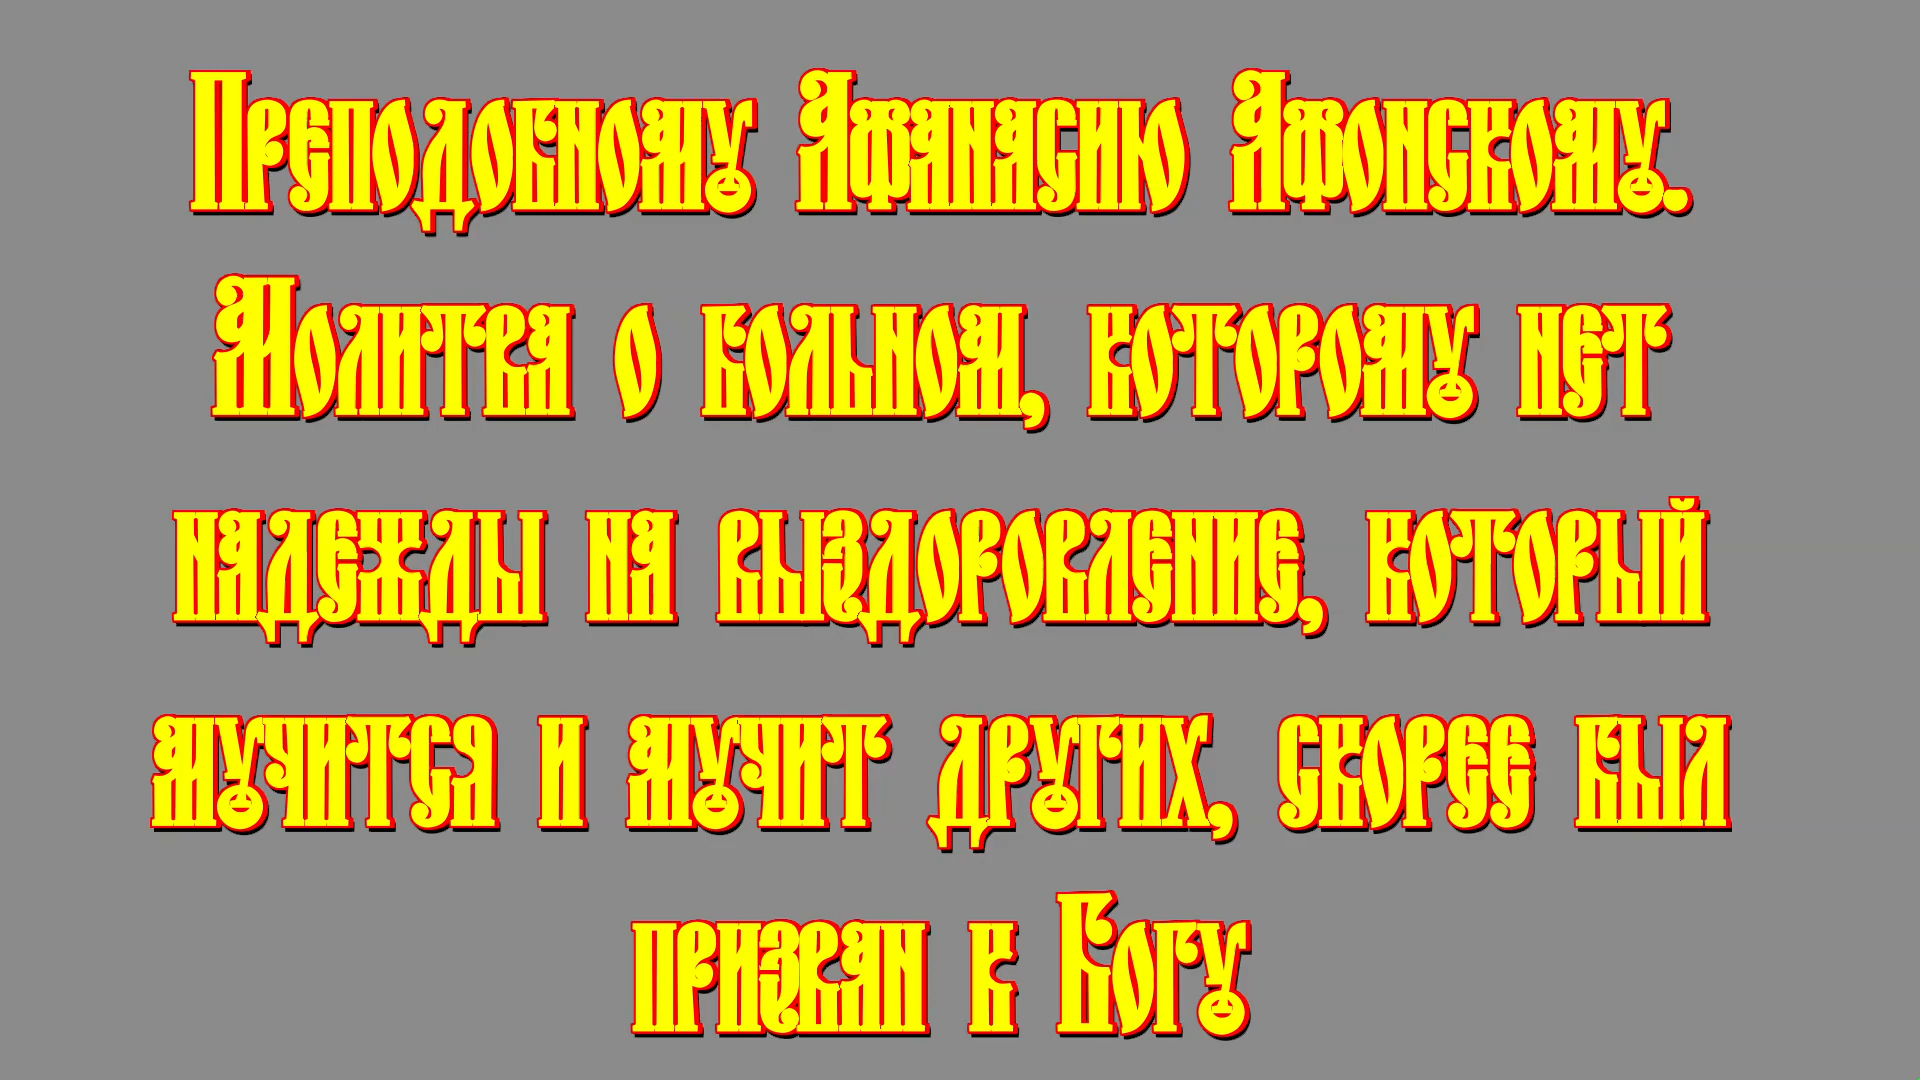 Преподобному Афанасию Афонскому.
Молитва о больном, которому нет
надежды на выздоровление, который
мучится и мучит других, скорее был
призван к Богу